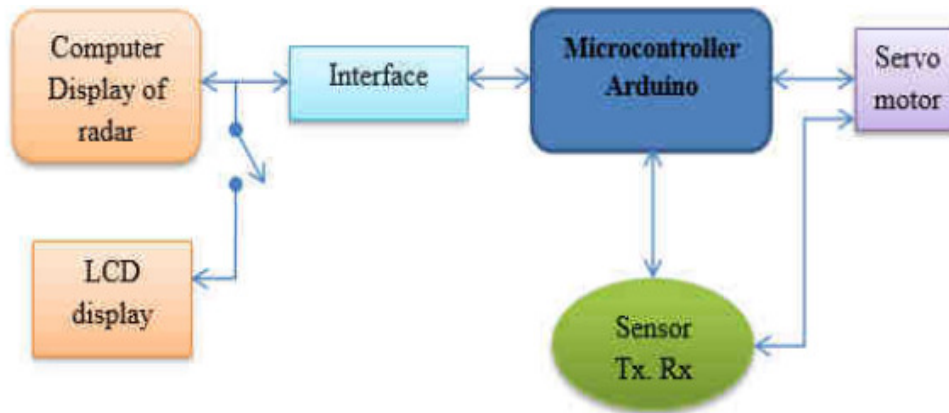 Computer
Display of
radar
Interface
Microcontroller
Arduino
Servo
motor
LCD
display
Sensor
Tx. Rx